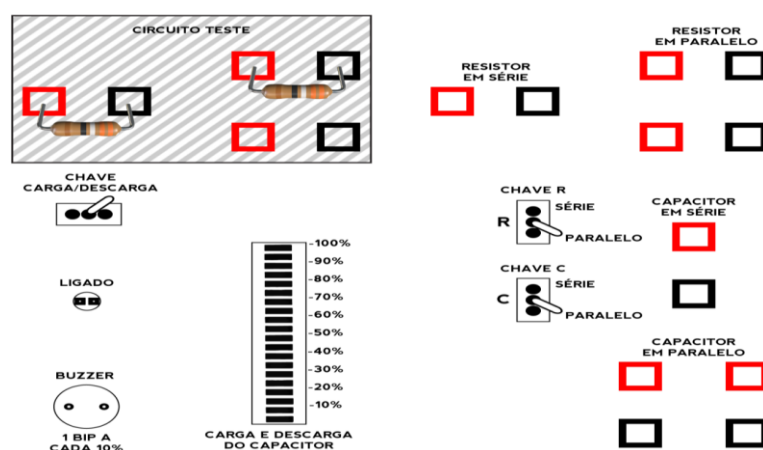 CIRCUITO TESTE
RESISTOR
EM SÉRIE
RESISTOR
EM PARALELO
CHAVE
CARGA/DESCARGA
LIGADO
BUZZER
1 BIP A
CADA 10%
-100%
-90%
-80%
-70%
-60%
-50%
-40%
-30%
-20%
-10%
CARGA E DESCARGA
DO CAPACITOR
CHAVE R
SÉRIE
R
PARALELO
CHAVE C
SÉRIE
C
PARALELO
CAPACITOR
EM SÉRIE
CAPACITOR
EM PARALELO